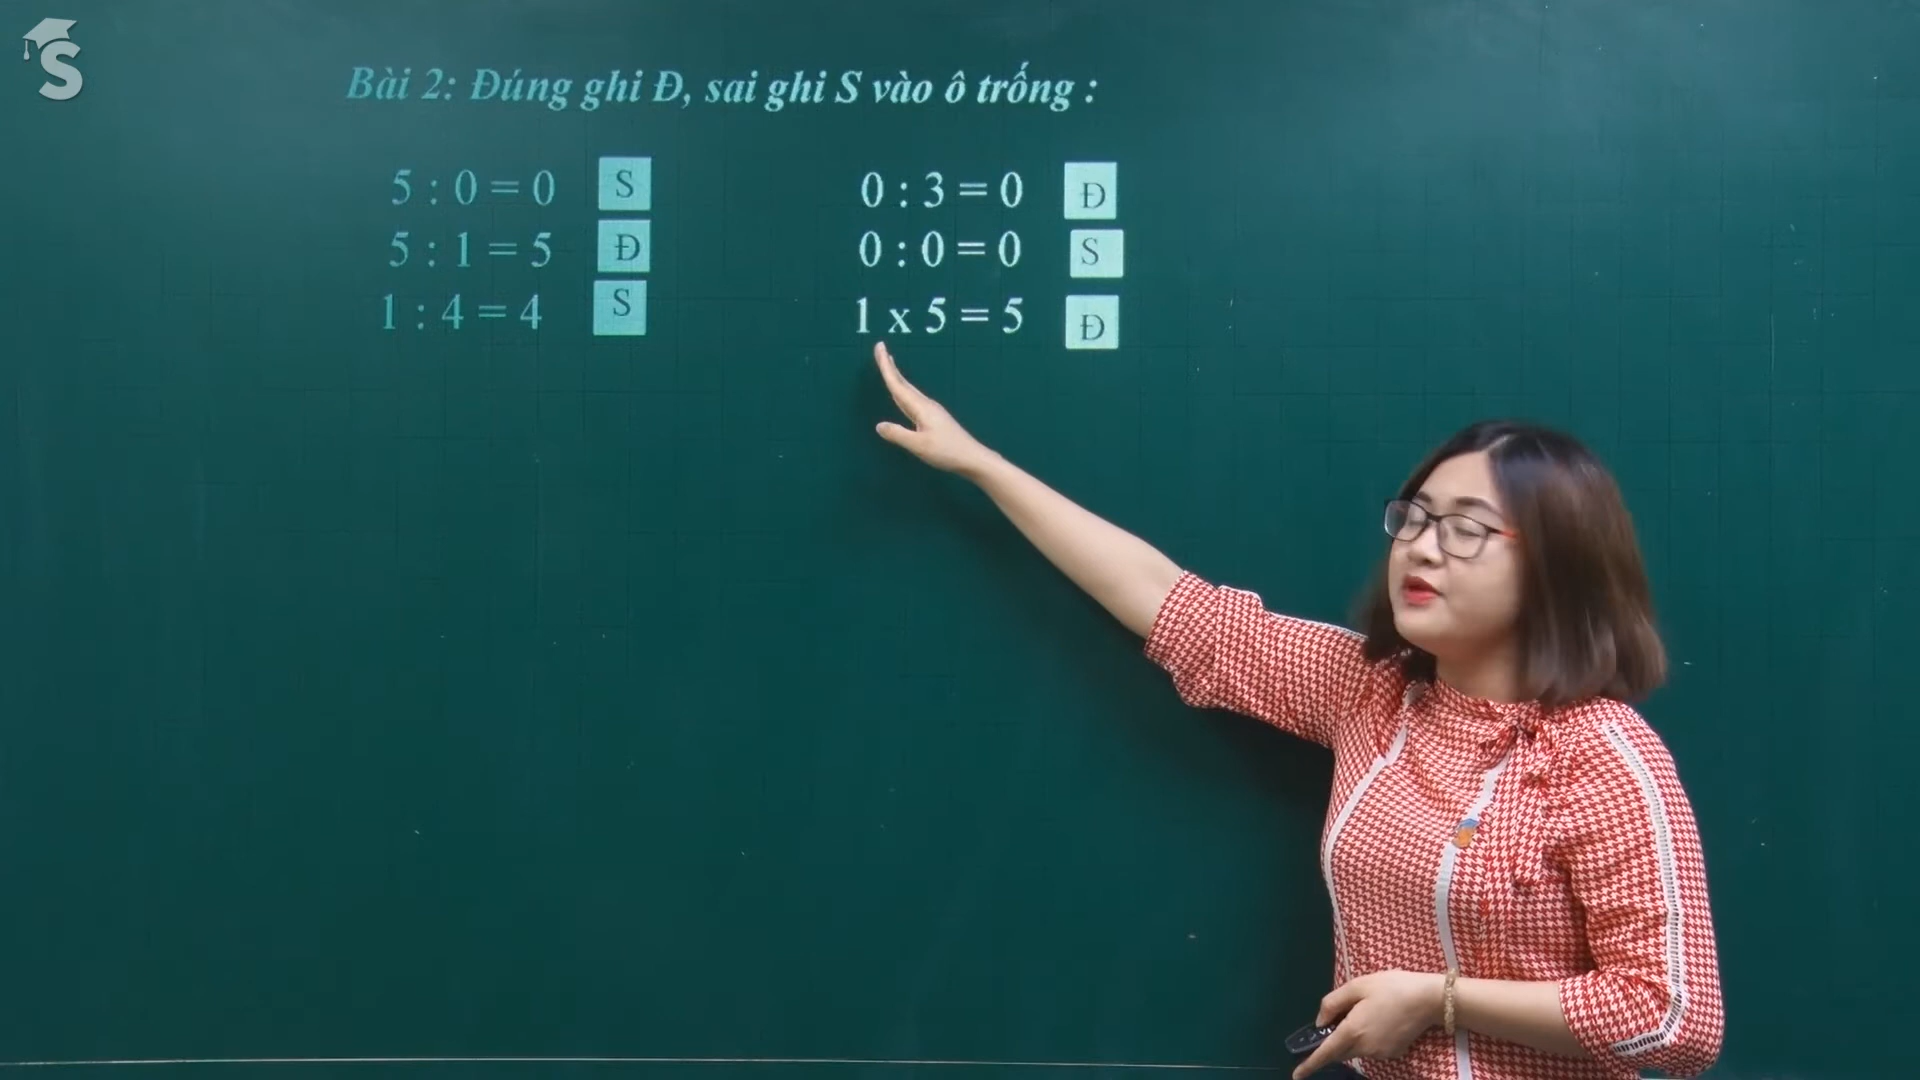 S
Bài 2: Đúng ghi Đ, sai ghi S vào ô trống :
5 : 0 = 0 S
5 : 1 = 5 Đ
1 : 4 = 4 S
0 : 3 = 0 Đ
0 : 0 = 0 S
1 x 5 = 5 Đ